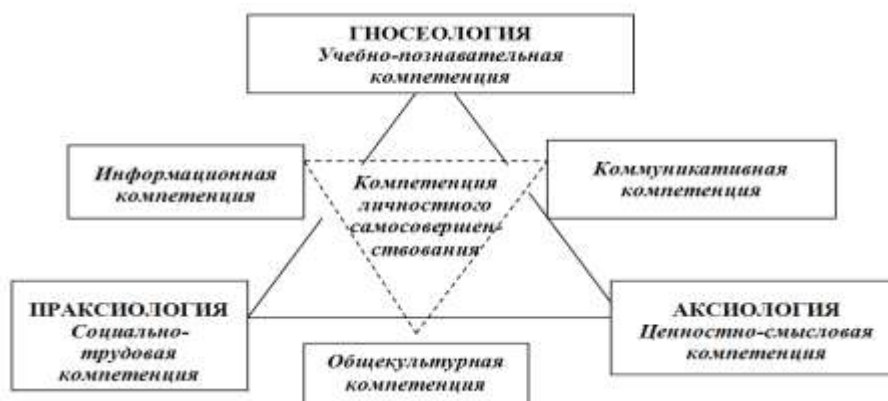 ГНОСЕОЛОГИЯ
Учебно-познавательная
компетенция
Информационная
компетенция
Компетенция
личностного
самосовершен-
ствования
Коммуникативная
компетенция
ПРАКСИОЛОГИЯ
Социально-
трудовая
компетенция
Общекультурная
компетенция
АКСИОЛОГИЯ
Ценностно-смысловая
компетенция